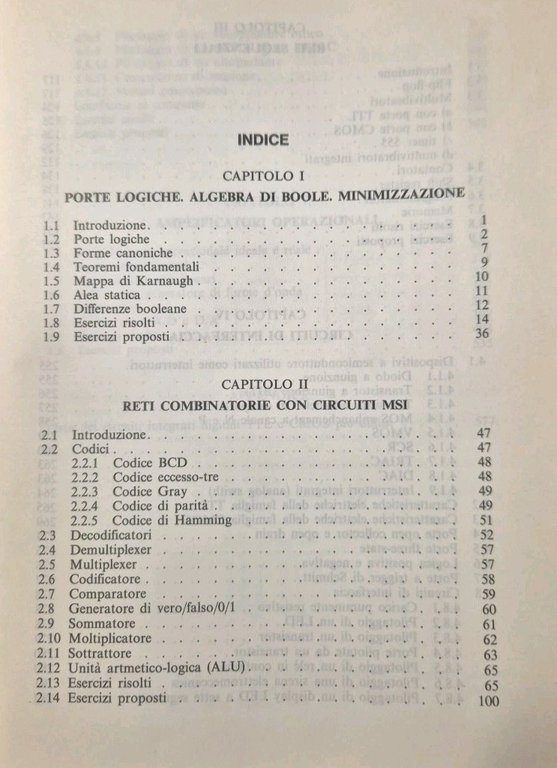 INDICE
CAPITOLO I
PORTE LOGICHE. ALGEBRA DI BOOLE. MINIMIZZAZIONE
1.1 Introduzione. . . . . . . . . . . . . . . . 1
1.2 Porte logiche . . . . . . . . . . . . . . . . 2
1.3 Forme canoniche . . . . . . . . . . . . . . . . 7
1.4 Teoremi fondamentali . . . . . . . . . . . . . . . . 9
1.5 Mappa di Karnaugh . . . . . . . . . . . . . . . . 10
1.6 Alea statica . . . . . . . . . . . . . . . . 11
1.7 Differenze booleane . . . . . . . . . . . . . . . . 12
1.8 Esercizi risolti . . . . . . . . . . . . . . . . 14
1.9 Esercizi proposti . . . . . . . . . . . . . . . . 36
CAPITOLO II
RETI COMBINATORIE CON CIRCUITI MSI
2.1 Introduzione. . . . . . . . . . . . . . . . 47
2.2 Codici . . . . . . . . . . . . . . . . 47
2.2.1 Codice BCD . . . . . . . . . . . . . . . . 48
2.2.2 Codice eccesso-tre . . . . . . . . . . . . . . . . 48
2.2.3 Codice Gray . . . . . . . . . . . . . . . . 49
2.2.4 Codice di parità . . . . . . . . . . . . . . . . 49
2.2.5 Codice di Hamming . . . . . . . . . . . . . . . . 51
2.3 Decodificatori . . . . . . . . . . . . . . . . 52
2.4 Demultiplexer . . . . . . . . . . . . . . . . 57
2.5 Multiplexer . . . . . . . . . . . . . . . . 57
2.6 Codificatore . . . . . . . . . . . . . . . . 58
2.7 Comparatore . . . . . . . . . . . . . . . . 59
2.8 Generatore di vero/falso/0/1 . . . . . . . . . . . . . . . . 60
2.9 Sommatore . . . . . . . . . . . . . . . . 61
2.10 Moltiplicatore . . . . . . . . . . . . . . . . 62
2.11 Sottrattore . . . . . . . . . . . . . . . . 63
2.12 Unità artmetico-logica (ALU) . . . . . . . . . . . . . . . . 65
2.13 Esercizi risolti . . . . . . . . . . . . . . . . 65
2.14 Esercizi proposti . . . . . . . . . . . . . . . . 100